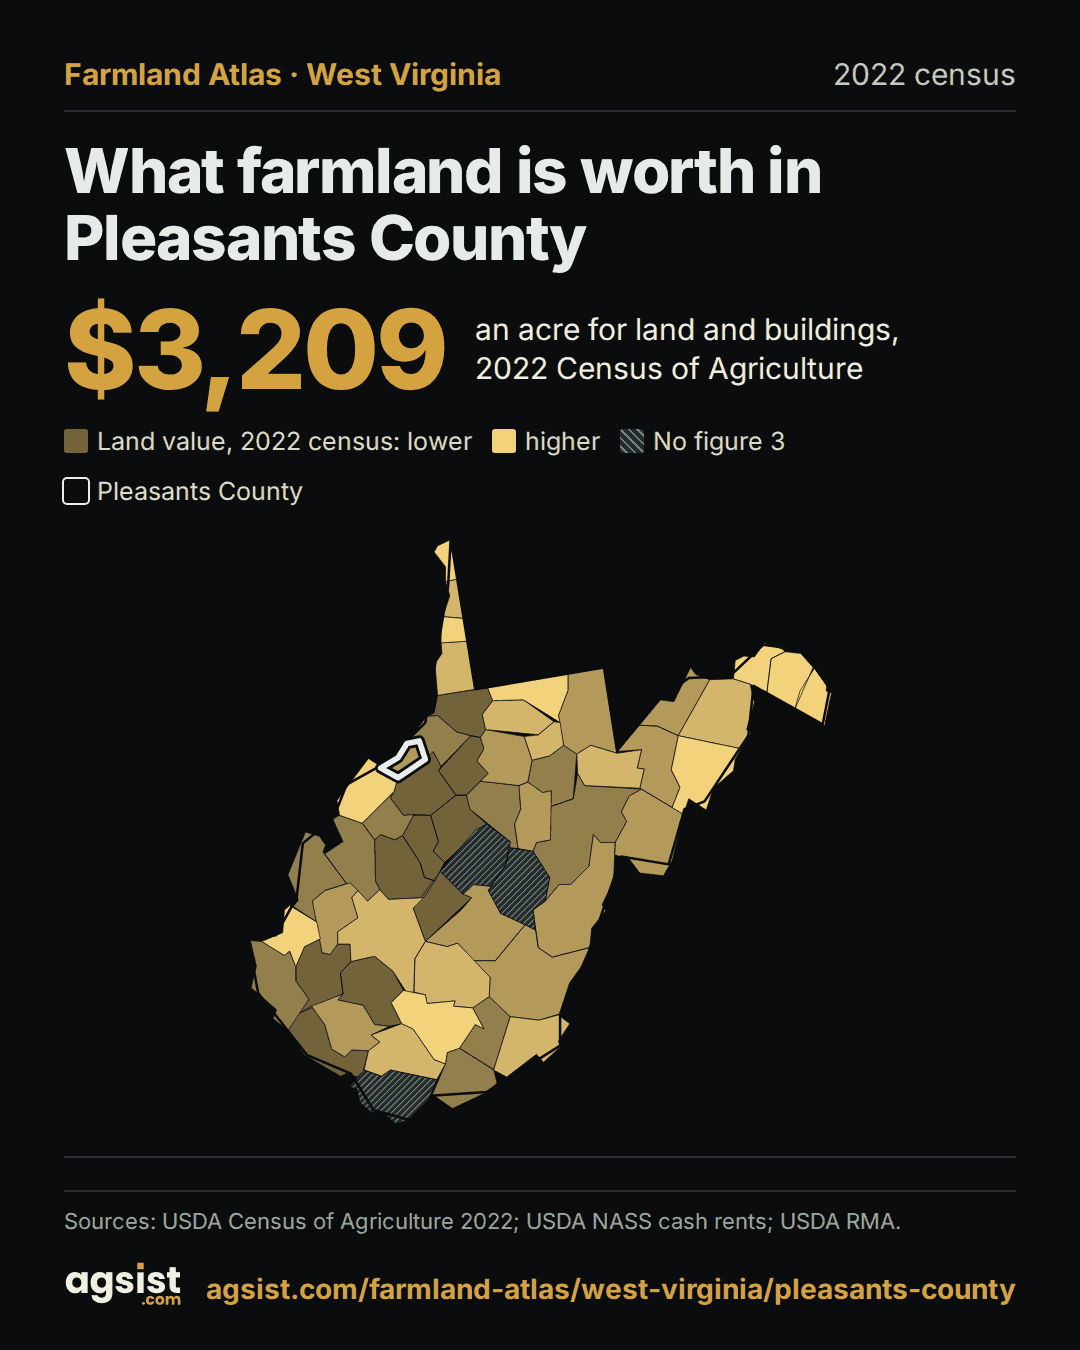 Farmland Atlas · West Virginia
2022 census
What farmland is worth in
Pleasants County
$3,209
an acre for land and buildings,
2022 Census of Agriculture
Land value, 2022 census: lower
higher
No figure 3
Pleasants County
Sources: USDA Census of Agriculture 2022; USDA NASS cash rents; USDA RMA.
agsist
.com
agsist.com/farmland-atlas/west-virginia/pleasants-county